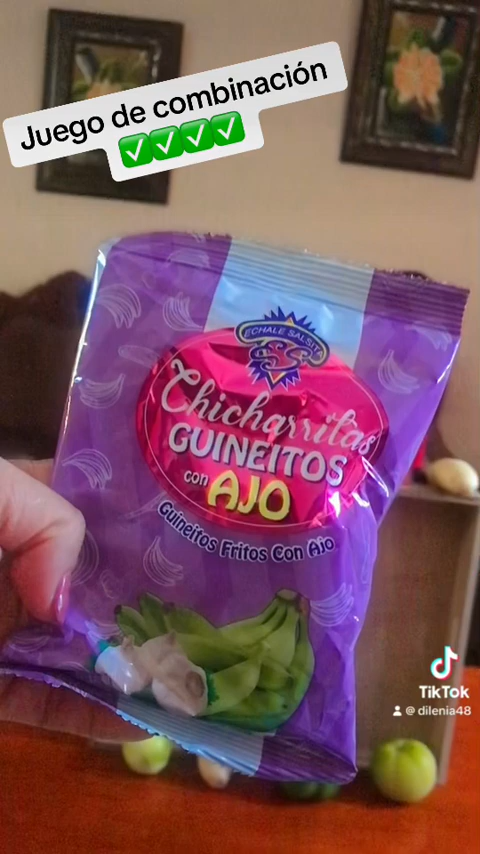 Juego de combinación
✅✅✅✅
ECHALE SALSITA
Chicharritas
GUINEITOS
con AJO
Guineitos Fritos Con Ajo
TikTok
@ dilenia48